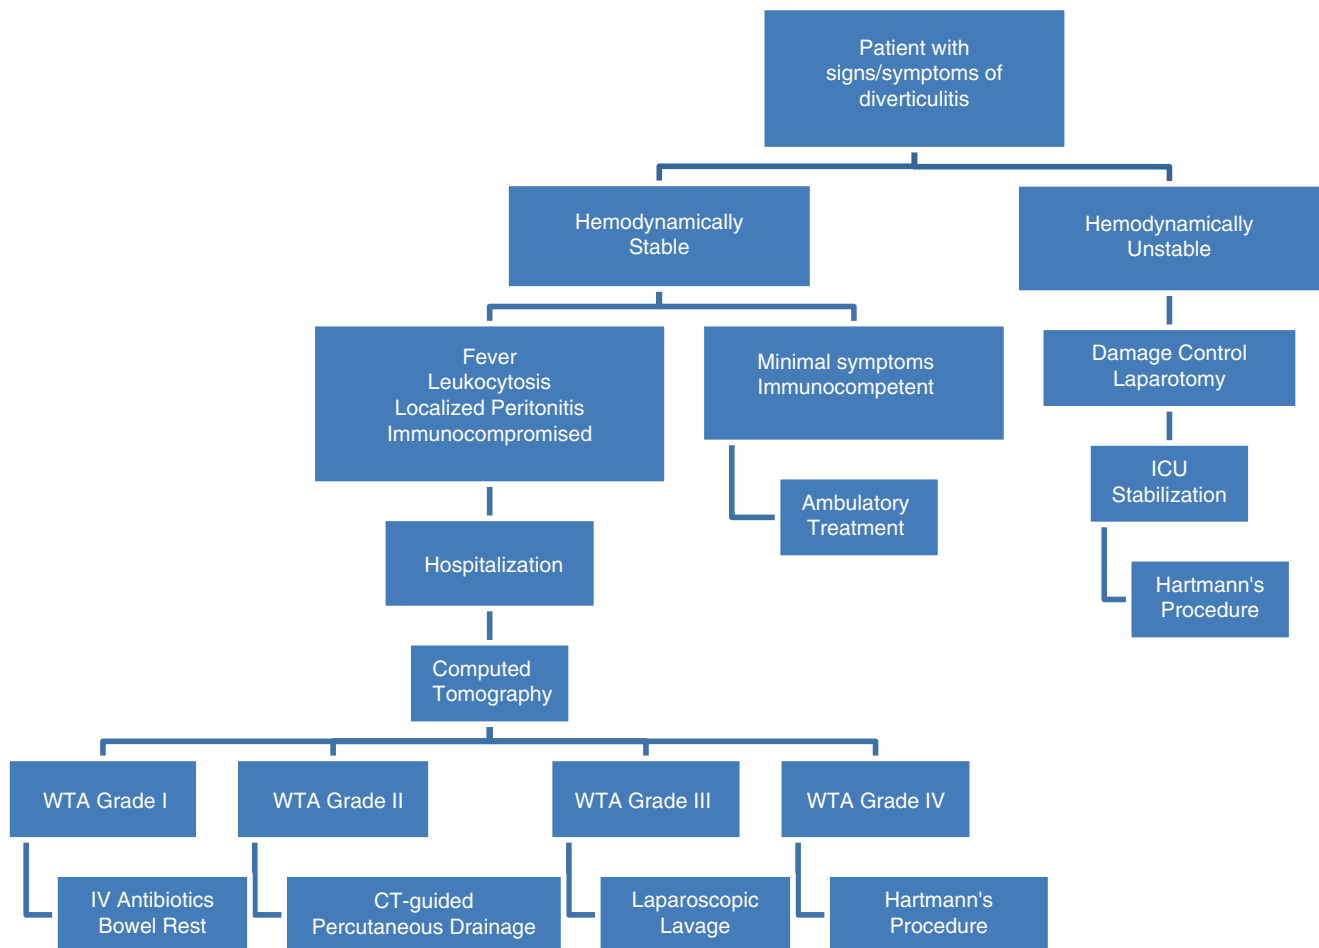 Patient with
signs/symptoms of
diverticulitis
Hemodynamically
Stable
Hemodynamically
Unstable
Fever
Leukocytosis
Localized Peritonitis
Immunocompromised
Minimal symptoms
Immunocompetent
Damage Control
Laparotomy
Ambulatory
Treatment
ICU
Stabilization
Hospitalization
Hartmann's
Procedure
Computed
Tomography
WTA Grade I
WTA Grade II
WTA Grade III
WTA Grade IV
IV Antibiotics
Bowel Rest
CT-guided
Percutaneous Drainage
Laparoscopic
Lavage
Hartmann's
Procedure